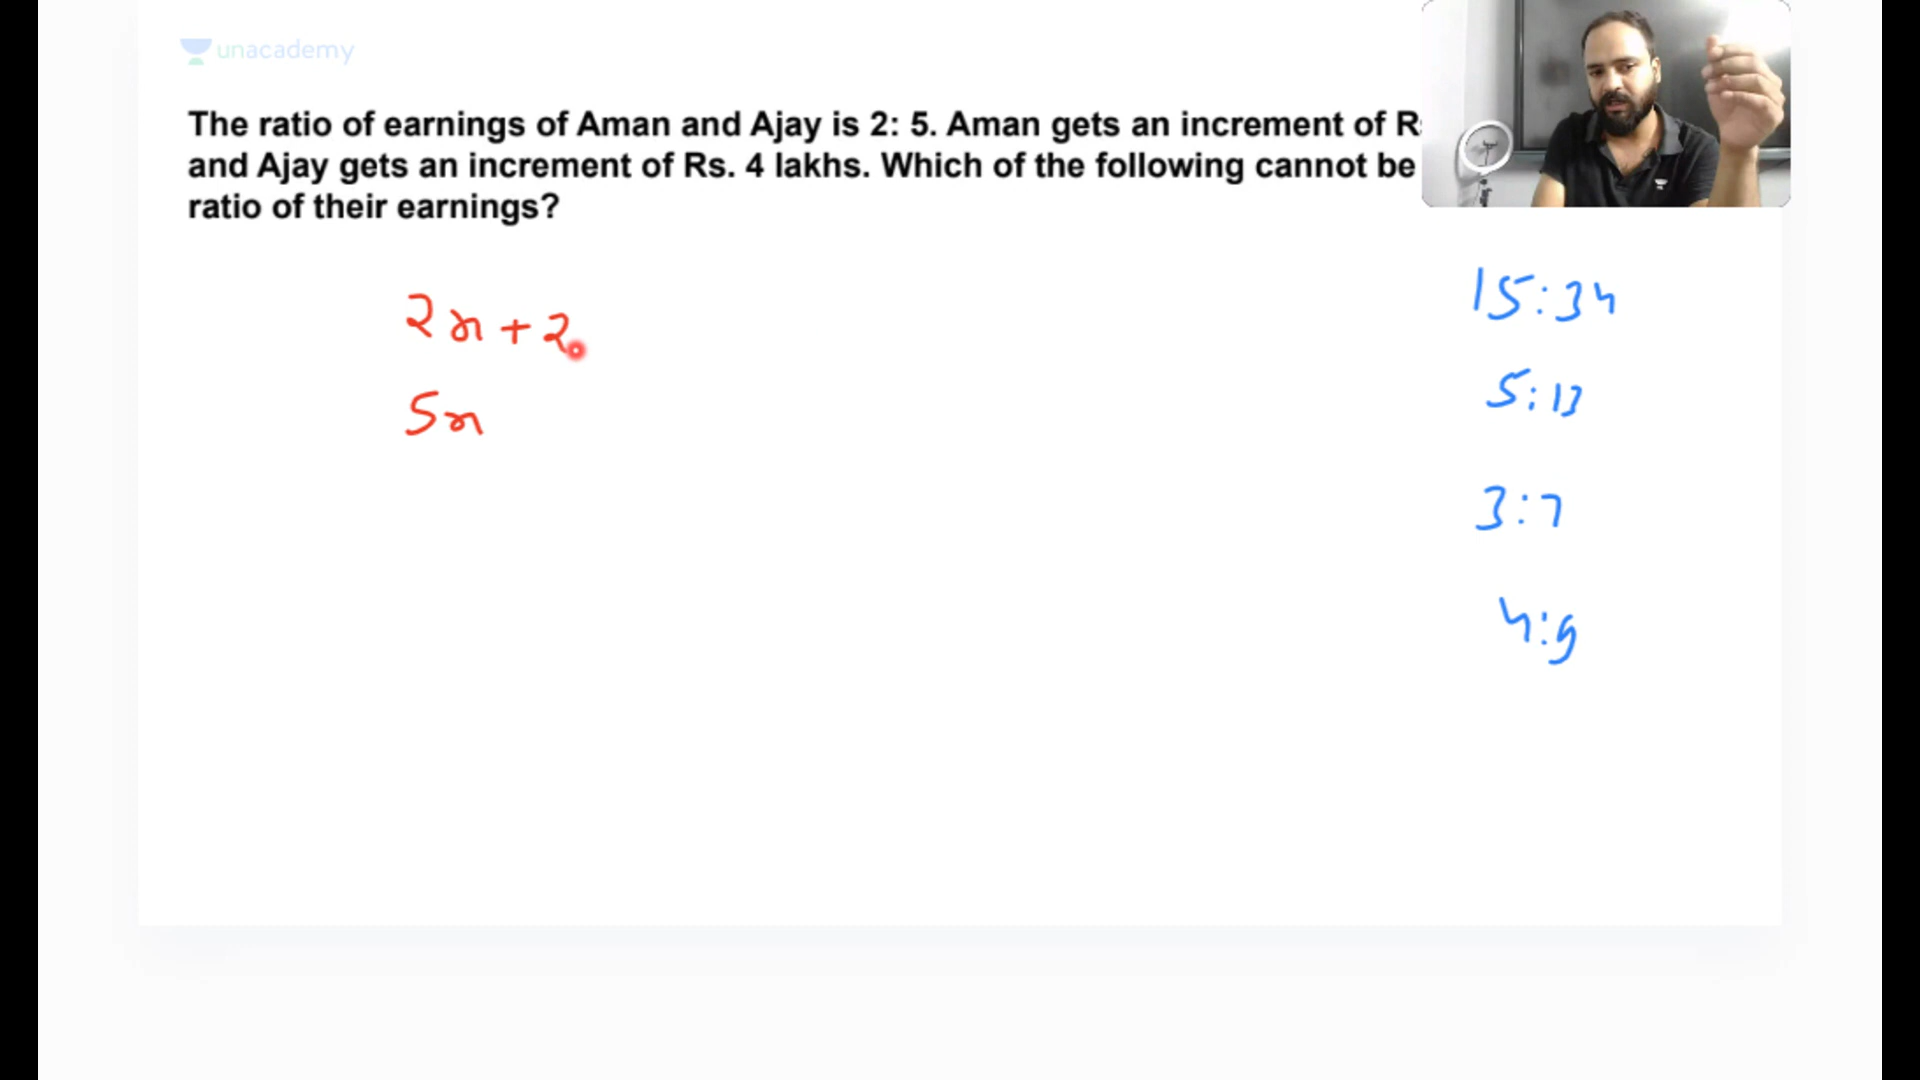 unacademy
The ratio of earnings of Aman and Ajay is 2: 5. Aman gets an increment of
and Ajay gets an increment of Rs. 4 lakhs. Which of the following cannot be
ratio of their earnings?
2x + 2
5x
15:34
5:13
3:7
4:9